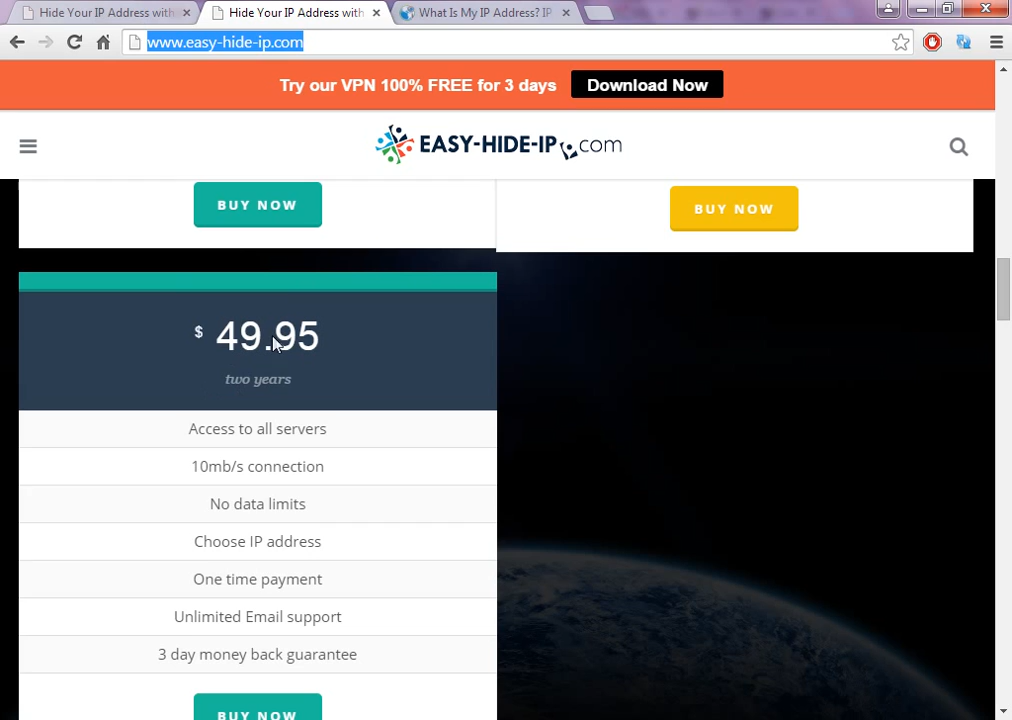 Hide Your IP Address with
Hide Your IP Address with
What Is My IP Address? IP
www.easy-hide-ip.com
Try our VPN 100% FREE for 3 days
Download Now
EASY-HIDE-IP.com
BUY NOW
BUY NOW
$ 49.95
two years
Access to all servers
10mb/s connection
No data limits
Choose IP address
One time payment
Unlimited Email support
3 day money back guarantee
BUY NOW